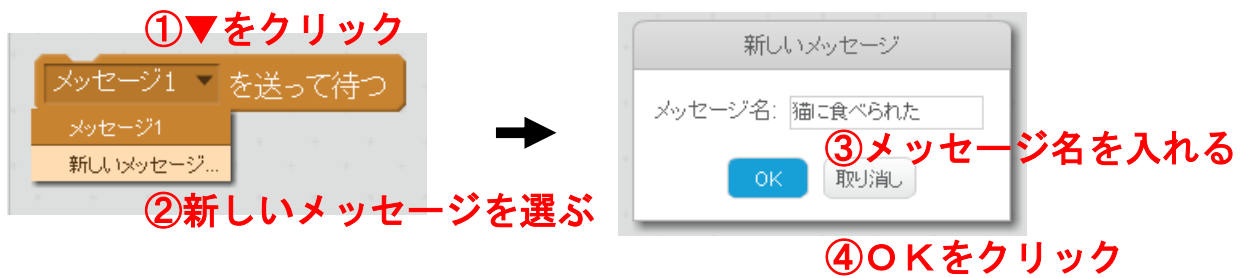 ①▼をクリック
メッセージ1 ▼ を送って待つ
メッセージ1
新しいメッセージ...
②新しいメッセージを選ぶ
新しいメッセージ
メッセージ名: 猫に食べられた
③メッセージ名を入れる
OK 取り消し
④ＯＫをクリック